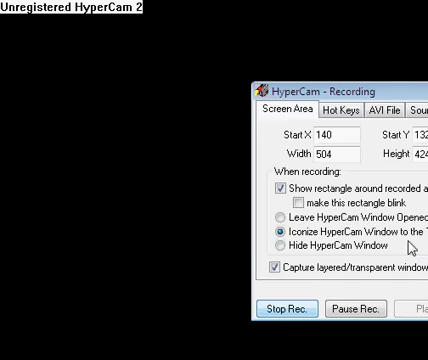 Unregistered HyperCam 2
HyperCam - Recording
Screen Area Hot Keys AVI File
Start X 140 Start Y 132
Width 504 Height 424
When recording:
Show rectangle around recorded
make this rectangle blink
Leave HyperCam Window Opened
Iconize HyperCam Window to the
Hide HyperCam Window
Capture layered/transparent window
Stop Rec. Pause Rec.